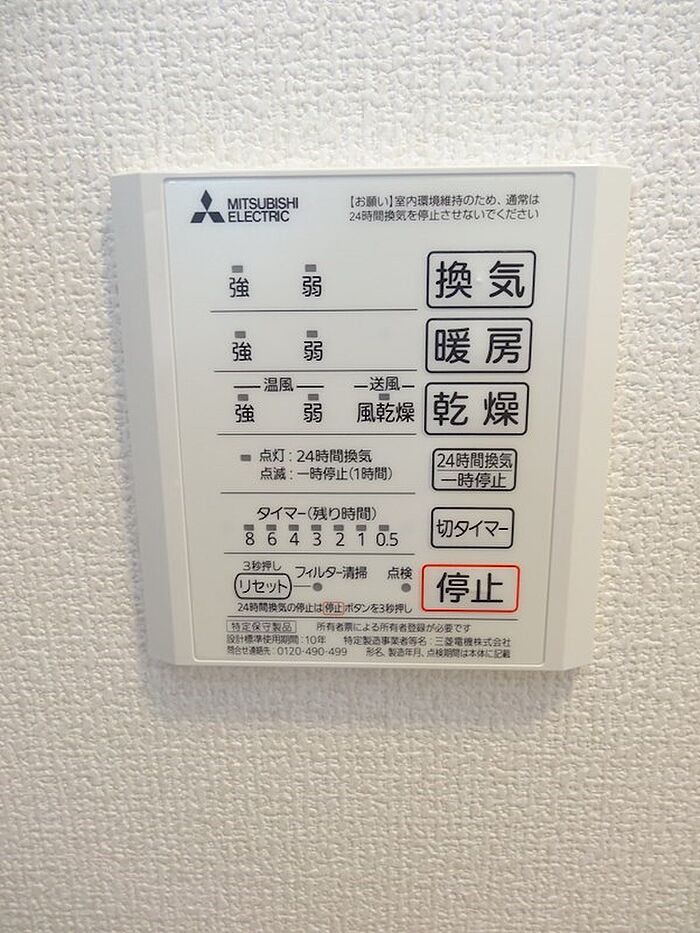 MITSUBISHI
ELECTRIC
【お願い】室内環境維持のため、通常は
24時間換気を停止させないでください
強 弱 換気
強 弱 暖房
温風 送風
強 弱 風乾燥 乾燥
点灯:24時間換気
点滅:一時停止(1時間)
24時間換気
一時停止
タイマー(残り時間)
8 6 4 3 2 1 0.5
切タイマー
3秒押し
リセット フィルター清掃 点検
停止
24時間換気の停止は停止ボタンを3秒押し
特定保守製品 所有者票による所有者登録が必要です
設計標準使用期間:10年 特定製造事業者等名:三菱電機株式会社
問合せ連絡先:0120-490-499 形名、製造年月、点検期間は本体に記載